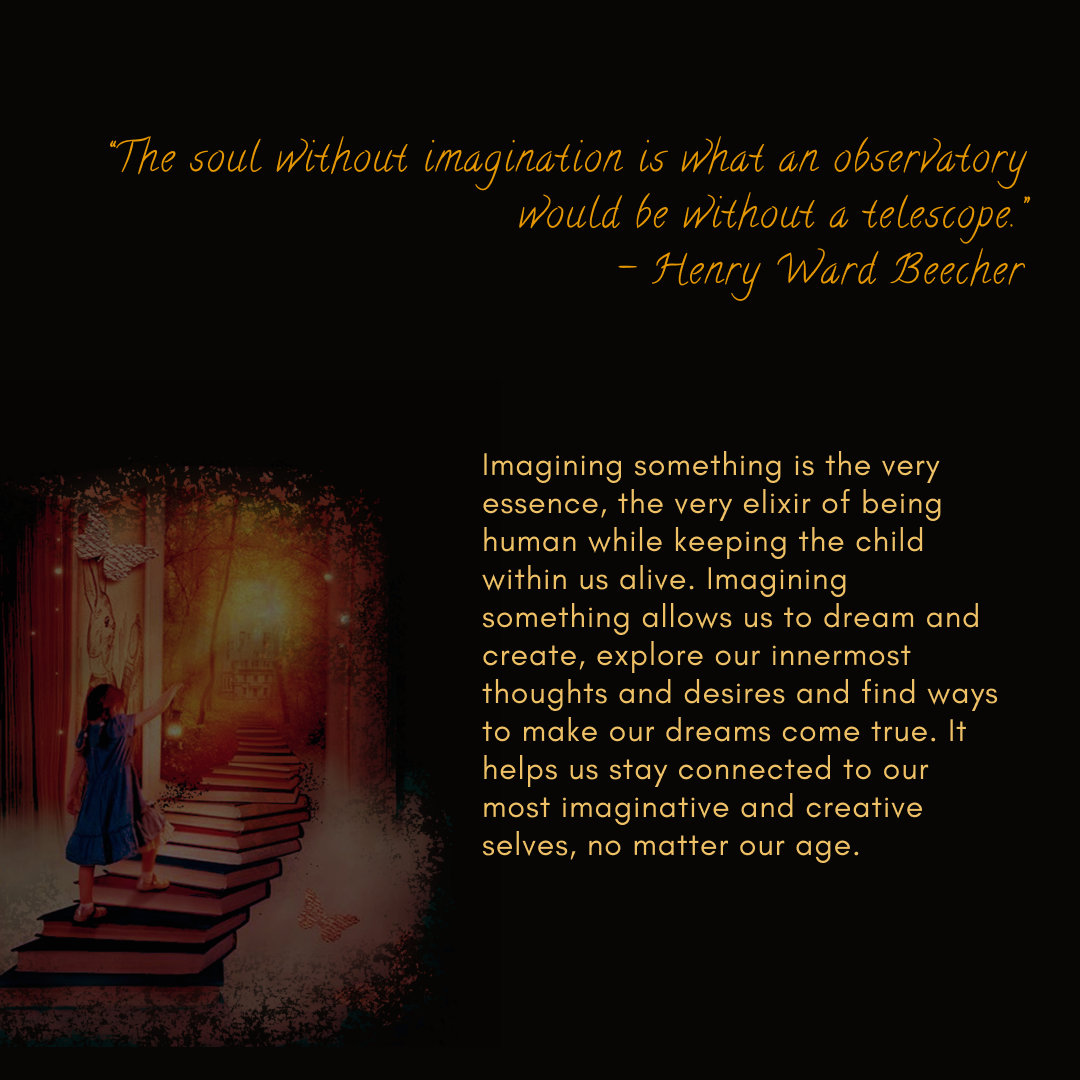 “The soul without imagination is what an observatory
would be without a telescope.”
– Henry Ward Beecher
Imagining something is the very
essence, the very elixir of being
human while keeping the child
within us alive. Imagining
something allows us to dream and
create, explore our innermost
thoughts and desires and find ways
to make our dreams come true. It
helps us stay connected to our
most imaginative and creative
selves, no matter our age.